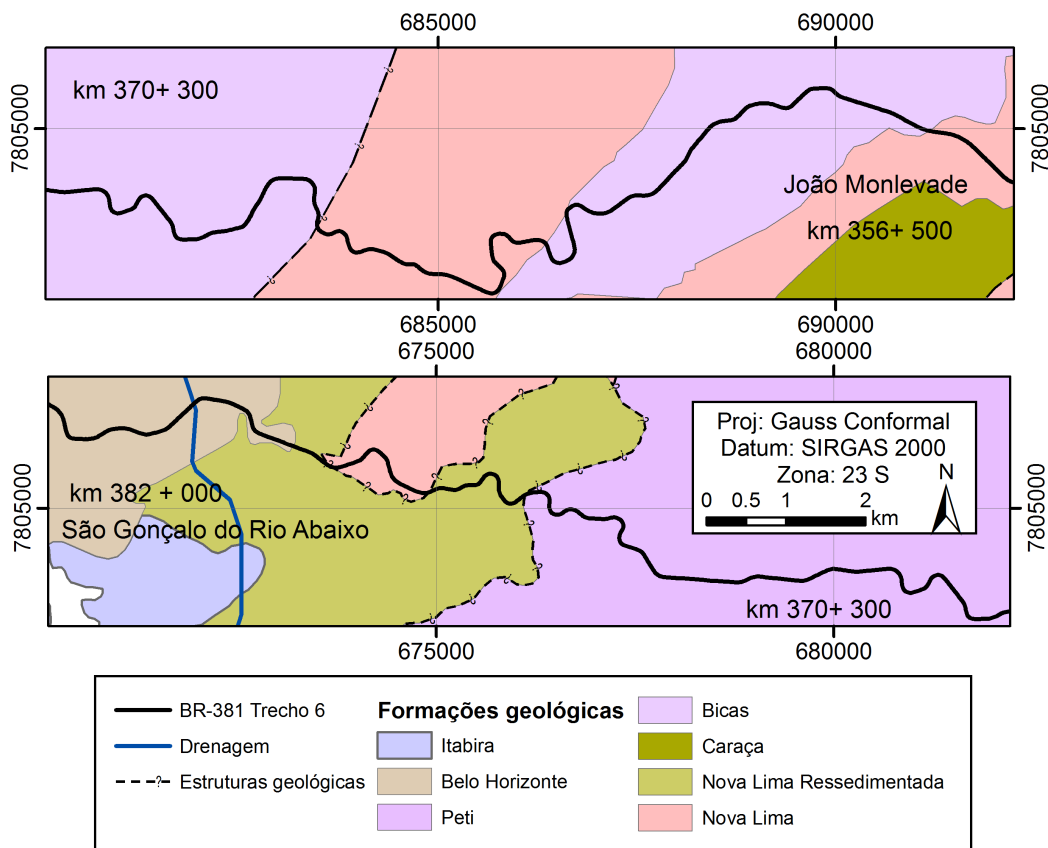 685000 690000
7805000 7805000
km 370+ 300
João Monlevade
km 356+ 500
685000 690000
675000 680000
7805000 7805000
Proj: Gauss Conformal
Datum: SIRGAS 2000
Zona: 23 S
N
0 0.5 1 2
km
km 382 + 000
São Gonçalo do Rio Abaixo
km 370+ 300
675000 680000
BR-381 Trecho 6
Drenagem
Estruturas geológicas
Formações geológicas
Itabira
Belo Horizonte
Peti
Bicas
Caraça
Nova Lima Ressedimentada
Nova Lima